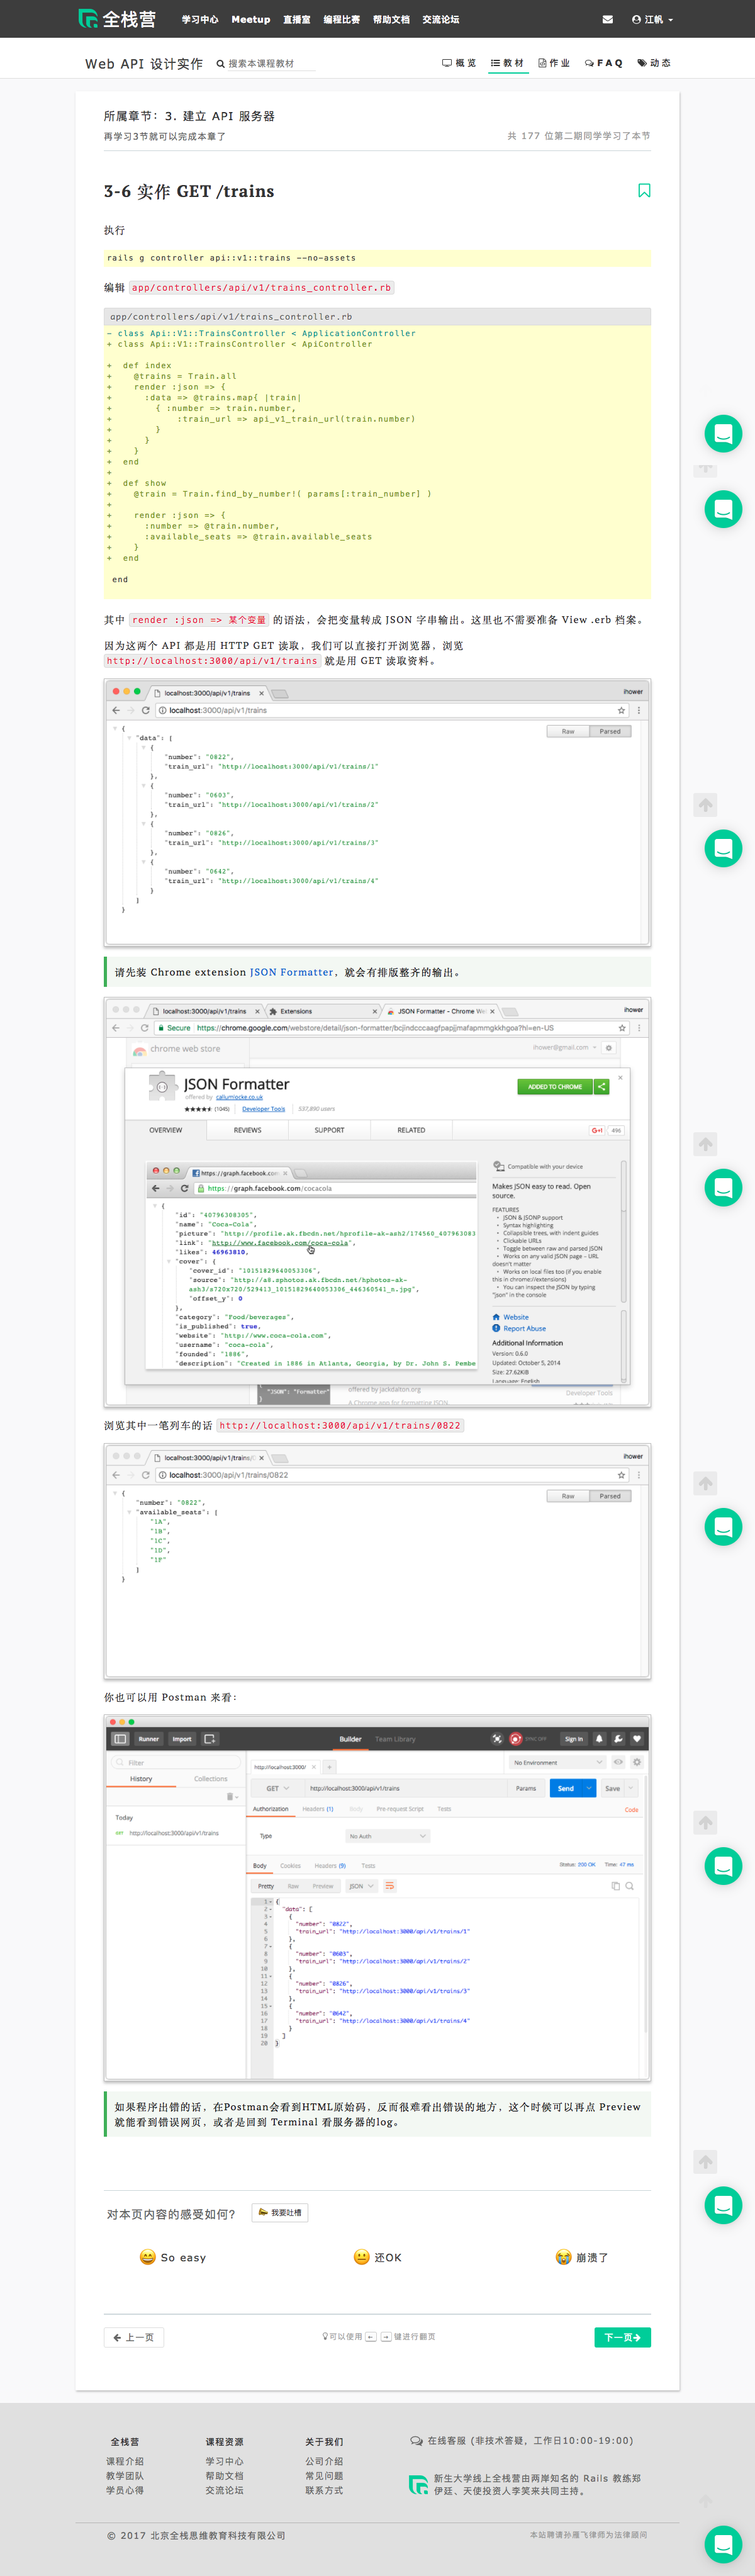 全栈营 学习中心 Meetup 直播室 编程比赛 帮助文档 交流论坛 江帆
Web API 设计实作 搜索本课程教材 概览 教材 作业 FAQ 动态
所属章节：3. 建立 API 服务器
再学习3节就可以完成本章了 共 177 位第二期同学学习了本节
3-6 实作 GET /trains
执行
rails g controller api::v1::trains --no-assets
编辑 app/controllers/api/v1/trains_controller.rb
app/controllers/api/v1/trains_controller.rb
- class Api::V1::TrainsController < ApplicationController
+ class Api::V1::TrainsController < ApiController
+ def index
+ @trains = Train.all
+ render :json => {
+ :data => @trains.map{ |train|
+ { :number => train.number,
+ :train_url => api_v1_train_url(train.number)
+ }
+ }
+ }
+ end
+
+ def show
+ @train = Train.find_by_number!( params[:train_number] )
+
+ render :json => {
+ :number => @train.number,
+ :available_seats => @train.available_seats
+ }
+ end
end
其中 render :json => 某个变量 的语法，会把变量转成 JSON 字串输出。这里也不需要准备 View .erb 档案。
因为这两个 API 都是用 HTTP GET 读取，我们可以直接打开浏览器，浏览
http://localhost:3000/api/v1/trains 就是用 GET 读取资料。
localhost:3000/api/v1/trains ihower
localhost:3000/api/v1/trains
Raw Parsed
{
"data": [
{
"number": "0822",
"train_url": "http://localhost:3000/api/v1/trains/1"
},
{
"number": "0603",
"train_url": "http://localhost:3000/api/v1/trains/2"
},
{
"number": "0826",
"train_url": "http://localhost:3000/api/v1/trains/3"
},
{
"number": "0642",
"train_url": "http://localhost:3000/api/v1/trains/4"
}
]
}
请先装 Chrome extension JSON Formatter，就会有排版整齐的输出。
localhost:3000/api/v1/trains Extensions JSON Formatter - Chrome We ihower
Secure https://chrome.google.com/webstore/detail/json-formatter/bcjindcccaagfpapjjmafapmmgkkhgoa?hl=en-US
chrome web store ihower@gmail.com
JSON Formatter
offered by callumlocke.co.uk
(1045) Developer Tools 537,890 users
ADDED TO CHROME
OVERVIEW REVIEWS SUPPORT RELATED G+1 496
https://graph.facebook.com
https://graph.facebook.com/cocacola
{
"id": "40796308305",
"name": "Coca-Cola",
"picture": "http://profile.ak.fbcdn.net/hprofile-ak-ash2/174560_407963083
"link": "http://www.facebook.com/coca-cola",
"likes": 46963810,
"cover": {
"cover_id": "10151829640053306",
"source": "http://a8.sphotos.ak.fbcdn.net/hphotos-ak-
ash3/s720x720/529413_10151829640053306_446360541_n.jpg",
"offset_y": 0
},
"category": "Food/beverages",
"is_published": true,
"website": "http://www.coca-cola.com",
"username": "coca-cola",
"founded": "1886",
"description": "Created in 1886 in Atlanta, Georgia, by Dr. John S. Pembe
Compatible with your device
Makes JSON easy to read. Open
source.
FEATURES
• JSON & JSONP support
• Syntax highlighting
• Collapsible trees, with indent guides
• Clickable URLs
• Toggle between raw and parsed JSON
• Works on any valid JSON page – URL
doesn't matter
• Works on local files too (if you enable
this in chrome://extensions)
• You can inspect the JSON by typing
"json" in the console
Website
Report Abuse
Additional Information
Version: 0.6.0
Updated: October 5, 2014
Size: 27.62KiB
Language: English
{"JSON": "Formatter"
}
offered by jackdalton.org
A Chrome app for formatting JSON.
Developer Tools
浏览其中一笔列车的话 http://localhost:3000/api/v1/trains/0822
localhost:3000/api/v1/trains/ ihower
localhost:3000/api/v1/trains/0822
Raw Parsed
{
"number": "0822",
"available_seats": [
"1A",
"1B",
"1C",
"1D",
"1F"
]
}
你也可以用 Postman 来看：
Runner Import Builder Team Library SYNC OFF Sign In
Filter
History Collections
Today
GET http://localhost:3000/api/v1/trains
http://localhost:3000/ No Environment
GET http://localhost:3000/api/v1/trains Params Send Save
Authorization Headers (1) Body Pre-request Script Tests Code
Type No Auth
Body Cookies Headers (9) Tests Status: 200 OK Time: 47 ms
Pretty Raw Preview JSON
1 {
2 "data": [
3 {
4 "number": "0822",
5 "train_url": "http://localhost:3000/api/v1/trains/1"
6 },
7 {
8 "number": "0603",
9 "train_url": "http://localhost:3000/api/v1/trains/2"
10 },
11 {
12 "number": "0826",
13 "train_url": "http://localhost:3000/api/v1/trains/3"
14 },
15 {
16 "number": "0642",
17 "train_url": "http://localhost:3000/api/v1/trains/4"
18 }
19 ]
20 }
如果程序出错的话，在Postman会看到HTML原始码，反而很难看出错误的地方，这个时候可以再点 Preview
就能看到错误网页，或者是回到 Terminal 看服务器的log。
对本页内容的感受如何? 我要吐槽
So easy 还OK 崩溃了
上一页 可以使用 ← → 键进行翻页 下一页
全栈营 课程资源 关于我们 在线客服 (非技术答疑，工作日10:00-19:00)
课程介绍 学习中心 公司介绍
教学团队 帮助文档 常见问题
学员心得 交流论坛 联系方式
新生大学线上全栈营由两岸知名的 Rails 教练郑
伊廷、天使投资人李笑来共同主持。
© 2017 北京全栈思维教育科技有限公司 本站聘请孙雁飞律师为法律顾问